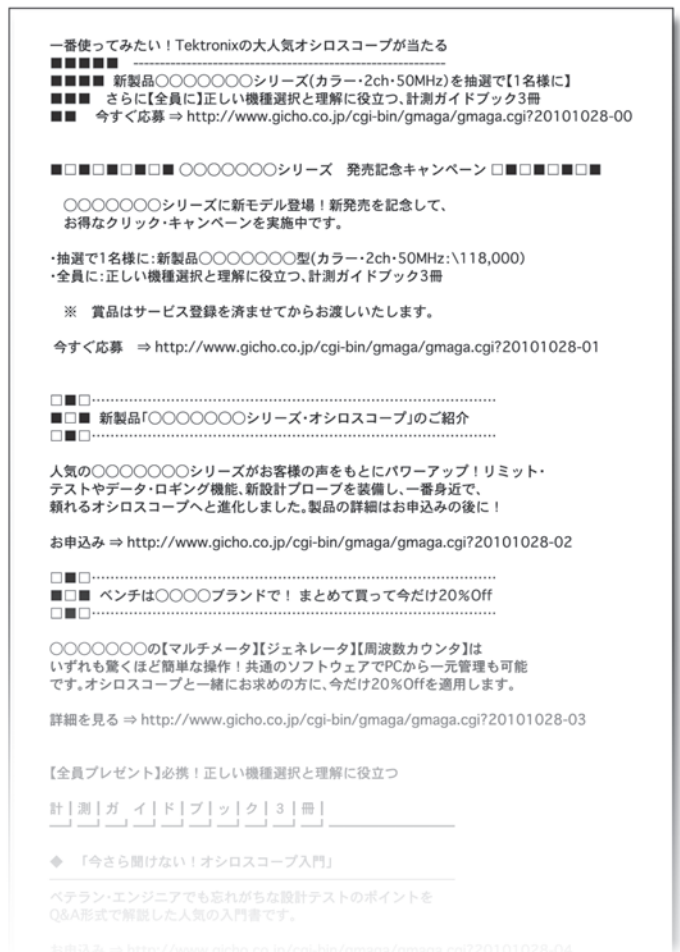 一番使ってみたい！Tektronixの大人気オシロスコープが当たる
■■■■■ ------------------------------------------------------------
■■■■ 新製品○○○○○○○シリーズ(カラー・2ch・50MHz)を抽選で【1名様に】
■■■ さらに【全員に】正しい機種選択と理解に役立つ、計測ガイドブック3冊
■■ 今すぐ応募 ⇒ http://www.gicho.co.jp/cgi-bin/gmaga/gmaga.cgi?20101028-00
■□■□■□■□■ ○○○○○○○シリーズ 発売記念キャンペーン □■□■□■□■
○○○○○○○シリーズに新モデル登場！新発売を記念して、
お得なクリック・キャンペーンを実施中です。
・抽選で1名様に：新製品○○○○○○○型(カラー・2ch・50MHz：\118,000)
・全員に：正しい機種選択と理解に役立つ、計測ガイドブック3冊
※ 賞品はサービス登録を済ませてからお渡しいたします。
今すぐ応募 ⇒ http://www.gicho.co.jp/cgi-bin/gmaga/gmaga.cgi?20101028-01
□■□………………………………………………………………
■□■ 新製品「○○○○○○○シリーズ・オシロスコープ」のご紹介
□■□………………………………………………………………
人気の○○○○○○○シリーズがお客様の声をもとにパワーアップ！リミット・
テストやデータ・ロギング機能、新設計プローブを装備し、一番身近で、
頼れるオシロスコープへと進化しました。製品の詳細はお申込みの後に！
お申込み ⇒ http://www.gicho.co.jp/cgi-bin/gmaga/gmaga.cgi?20101028-02
□■□………………………………………………………………
■□■ ベンチは○○○○ブランドで！ まとめて買って今だけ20%Off
□■□………………………………………………………………
○○○○○○○の【マルチメータ】【ジェネレータ】【周波数カウンタ】は
いずれも驚くほど簡単な操作！共通のソフトウェアでPCから一元管理も可能
です。オシロスコープと一緒にお求めの方に、今だけ20%Offを適用します。
詳細を見る ⇒ http://www.gicho.co.jp/cgi-bin/gmaga/gmaga.cgi?20101028-03
【全員プレゼント】必携！正しい機種選択と理解に役立つ
計|測|ガ イ|ド|ブ|ッ|ク|3|冊|
◆ 「今さら聞けない！オシロスコープ入門」
ベテラン・エンジニアでも忘れがちな設計テストのポイントを
Q&A形式で解説した人気の入門書です。
お申込み ⇒ http://www.gicho.co.jp/cgi-bin/gmaga/gmaga.cgi?20101028-04